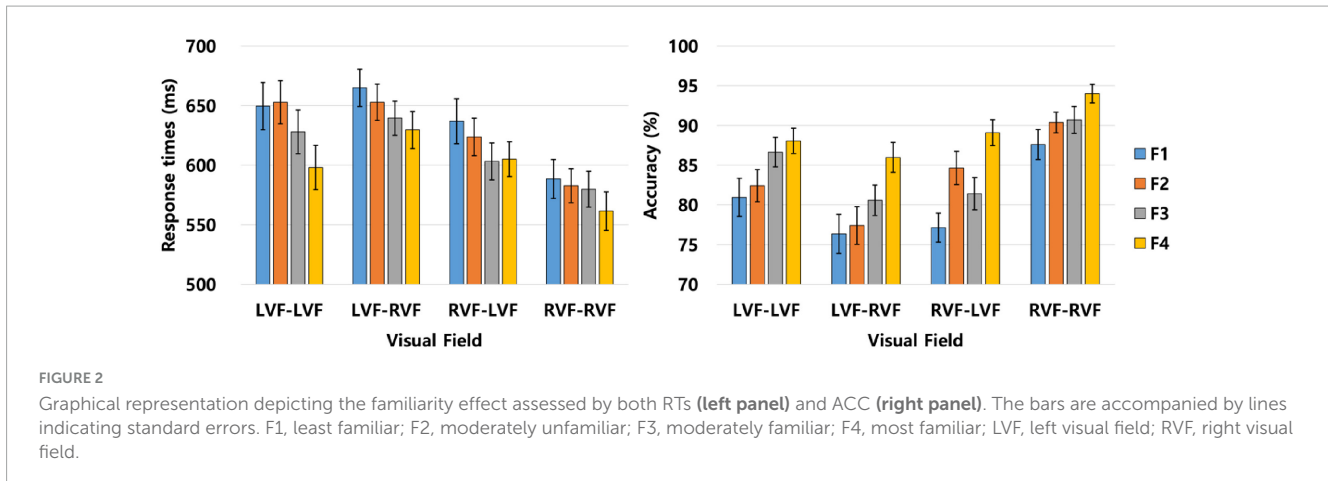 700
650
600
550
500
Response times (ms)
LVF-LVF LVF-RVF RVF-LVF RVF-RVF
Visual Field
100
95
90
85
80
75
70
Accuracy (%)
LVF-LVF LVF-RVF RVF-LVF RVF-RVF
Visual Field
F1
F2
F3
F4
FIGURE 2
Graphical representation depicting the familiarity effect assessed by both RTs (left panel) and ACC (right panel). The bars are accompanied by lines
indicating standard errors. F1, least familiar; F2, moderately unfamiliar; F3, moderately familiar; F4, most familiar; LVF, left visual field; RVF, right visual
field.